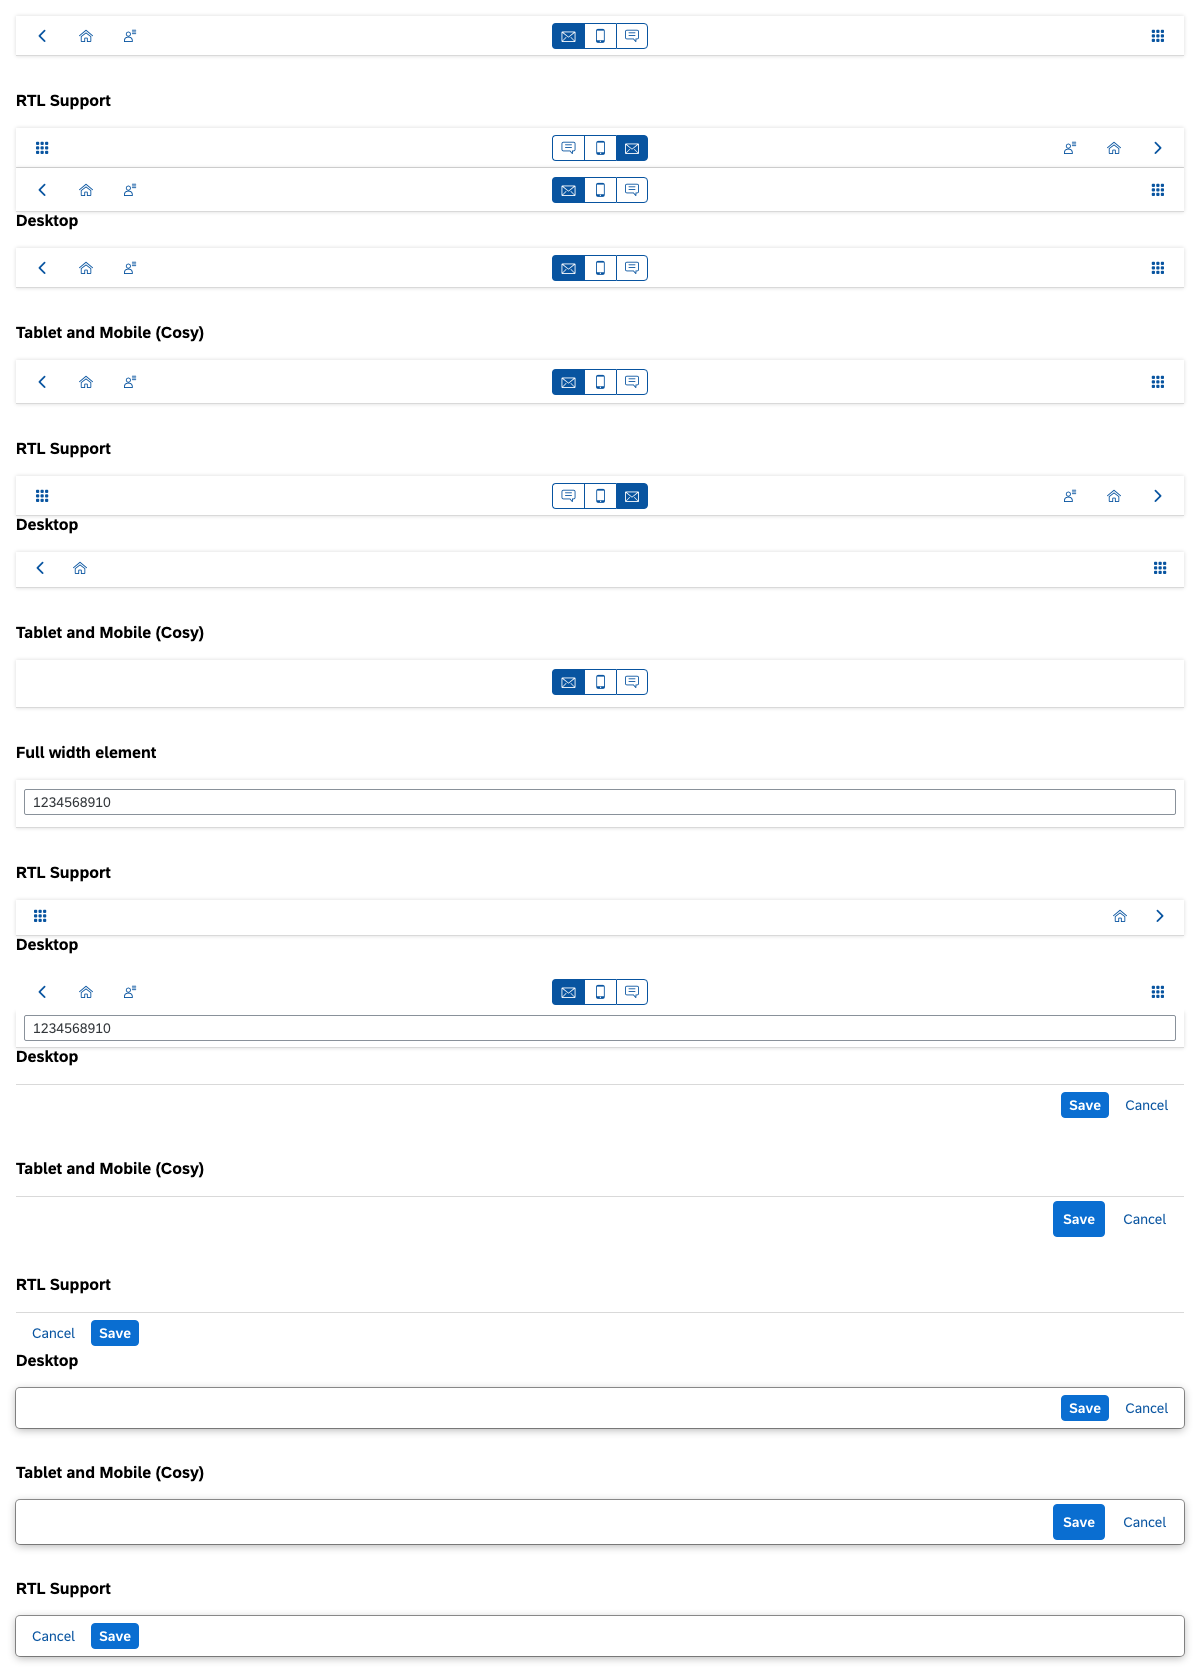 RTL Support
Desktop
Tablet and Mobile (Cosy)
RTL Support
Desktop
Tablet and Mobile (Cosy)
Full width element
1234568910
RTL Support
Desktop
1234568910
Desktop
Save Cancel
Tablet and Mobile (Cosy)
Save Cancel
RTL Support
Cancel Save
Desktop
Save Cancel
Tablet and Mobile (Cosy)
Save Cancel
RTL Support
Cancel Save